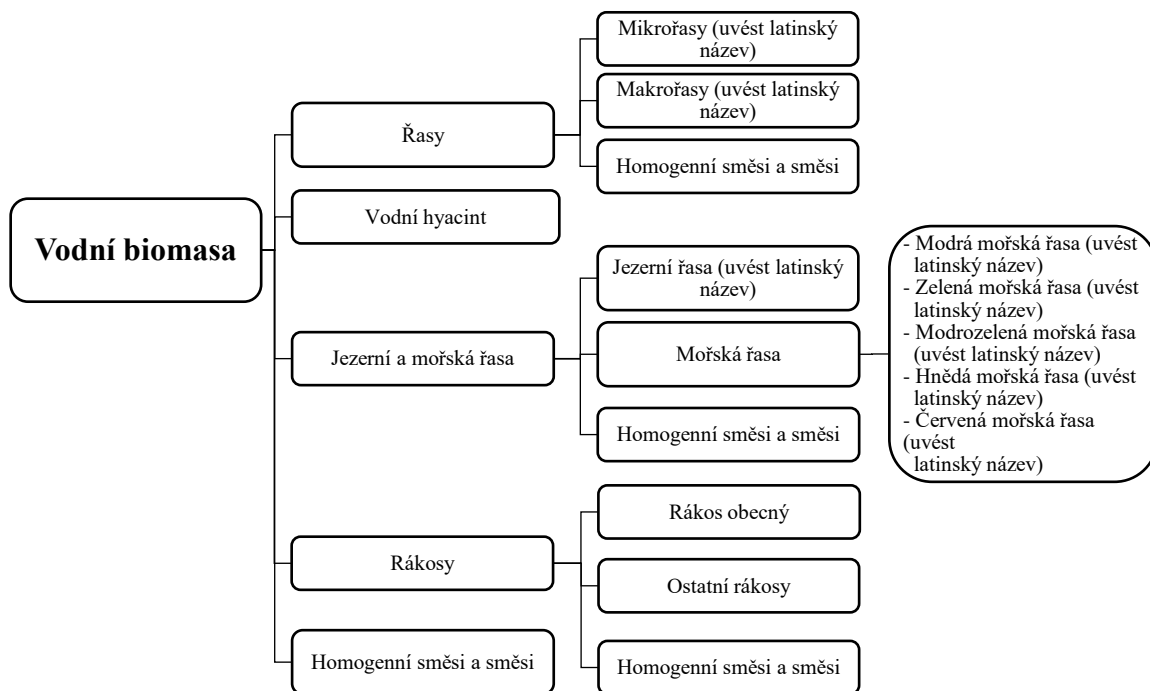 Vodní biomasa
Řasy
Mikrořasy (uvést latinský
název)
Makrořasy (uvést latinský
název)
Homogenní směsi a směsi
Vodní hyacint
Jezerní a mořská řasa
Jezerní řasa (uvést latinský
název)
Mořská řasa
- Modrá mořská řasa (uvést
latinský název)
- Zelená mořská řasa (uvést
latinský název)
- Modrozelená mořská řasa
(uvést latinský název)
- Hnědá mořská řasa (uvést
latinský název)
- Červená mořská řasa
(uvést
latinský název)
Homogenní směsi a směsi
Rákosy
Rákos obecný
Ostatní rákosy
Homogenní směsi a směsi
Homogenní směsi a směsi